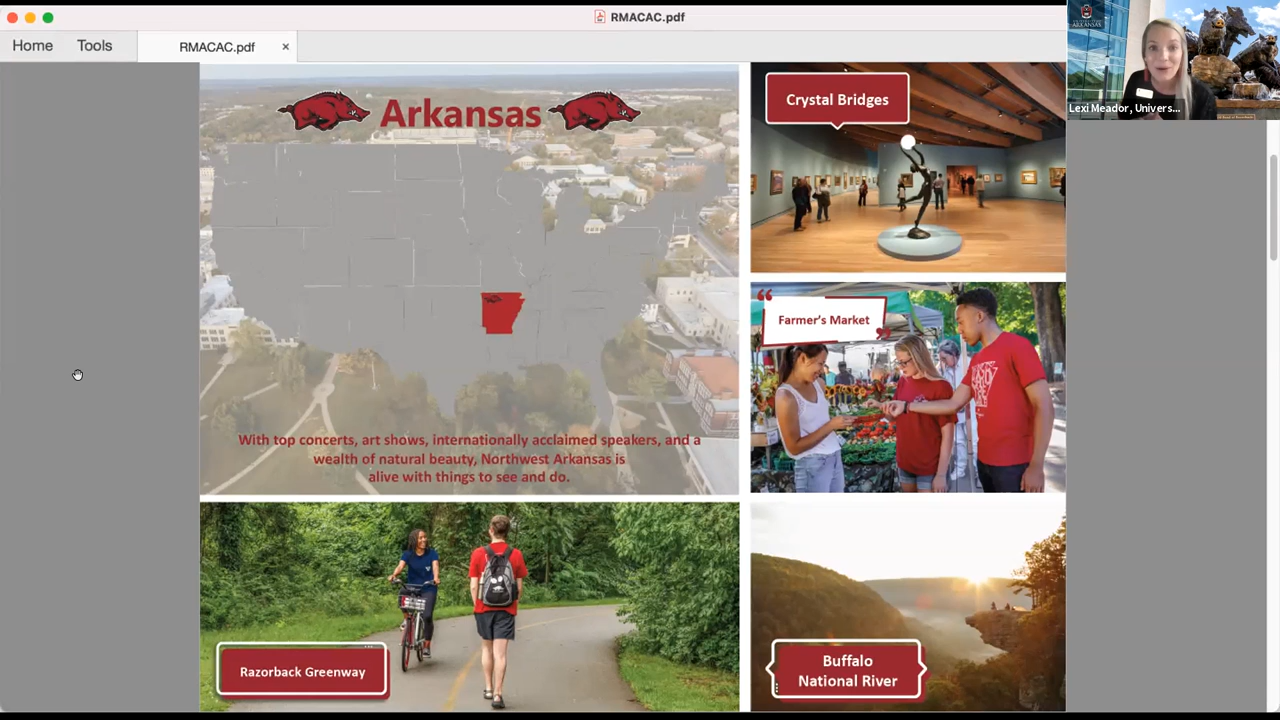 RMACAC.pdf
Home
Tools
RMACAC.pdf
×
Arkansas
With top concerts, art shows, internationally acclaimed speakers, and a
wealth of natural beauty, Northwest Arkansas is
alive with things to see and do.
Crystal Bridges
Farmer's Market
Razorback Greenway
Buffalo
National River
ARKANSAS
Lexi Meador, Univers...